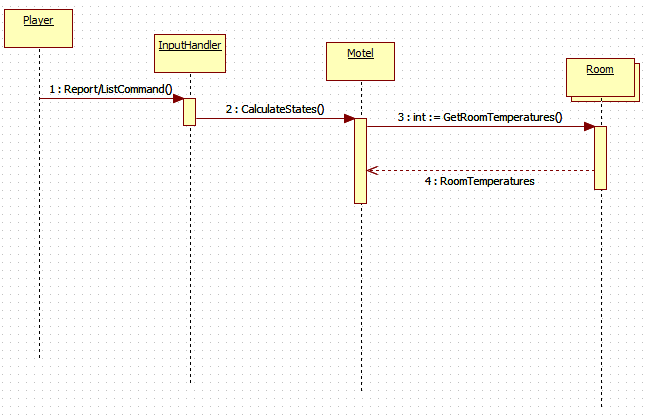 Player
InputHandler
Motel
Room
1 : Report/ListCommand()
2 : CalculateStates()
3 : int := GetRoomTemperatures()
4 : RoomTemperatures